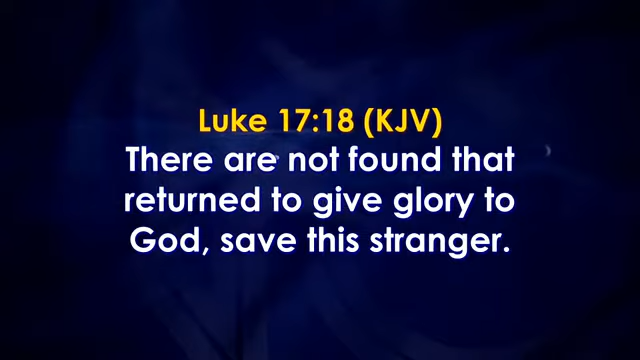 Luke 17:18 (KJV)
There are not found that
returned to give glory to
God, save this stranger.